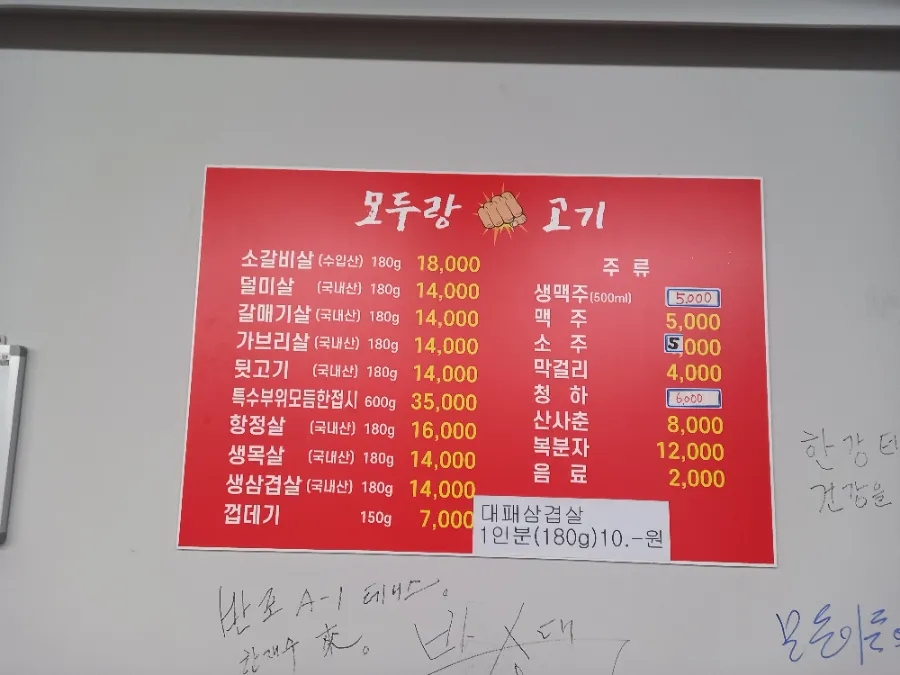 모두랑 고기
소갈비살 (수입산) 180g 18,000
덜미살 (국내산) 180g 14,000
갈매기살 (국내산) 180g 14,000
가브리살 (국내산) 180g 14,000
뒷고기 (국내산) 180g 14,000
특수부위모듬한접시 600g 35,000
항정살 (국내산) 180g 16,000
생목살 (국내산) 180g 14,000
생삼겹살 (국내산) 180g 14,000
껍데기 150g 7,000
주 류
생맥주(500ml) 5,000
맥 주 5,000
소 주 5,000
막걸리 4,000
청 하 6,000
산사춘 8,000
복분자 12,000
음 료 2,000
대패삼겹살
1인분(180g)10.-원
한강테
건강을
반포 A-1 테니스.